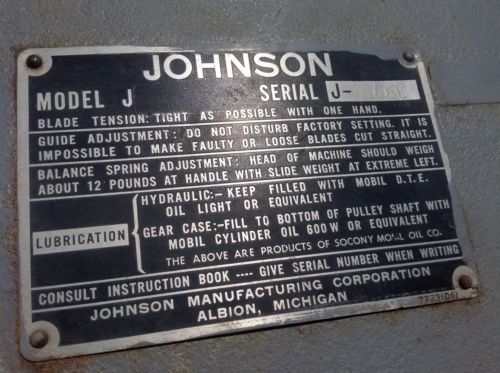 JOHNSON
MODEL J SERIAL J-
BLADE TENSION: TIGHT AS POSSIBLE WITH ONE HAND.
GUIDE ADJUSTMENT: DO NOT DISTURB FACTORY SETTING. IT IS
IMPOSSIBLE TO MAKE FAULTY OR LOOSE BLADES CUT STRAIGHT.
BALANCE SPRING ADJUSTMENT: HEAD OF MACHINE SHOULD WEIGH
ABOUT 12 POUNDS AT HANDLE WITH SLIDE WEIGHT AT EXTREME LEFT.
LUBRICATION
HYDRAULIC:- KEEP FILLED WITH MOBIL D.T.E.
OIL LIGHT OR EQUIVALENT
GEAR CASE:-FILL TO BOTTOM OF PULLEY SHAFT WITH
MOBIL CYLINDER OIL 600 W OR EQUIVALENT
THE ABOVE ARE PRODUCTS OF SOCONY OIL CO.
CONSULT INSTRUCTION BOOK ---- GIVE SERIAL NUMBER WHEN WRITING
JOHNSON MANUFACTURING CORPORATION
ALBION, MICHIGAN